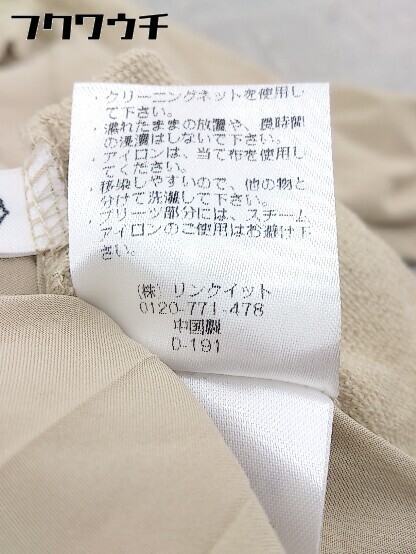 フクワウチ
・クリーニングネットを使用し
て下さい。
・濡れたままの放置や、長時間
の浸漬はしないで下さい。
・アイロンは、当て布を使用し
てください。
・移染しやすいので、他の物と
分けて洗濯して下さい。
・プリーツ部分には、スチーム
アイロンのご使用はお避け下
さい。
(株) リンクイット
0120-771-478
中国製
D-191